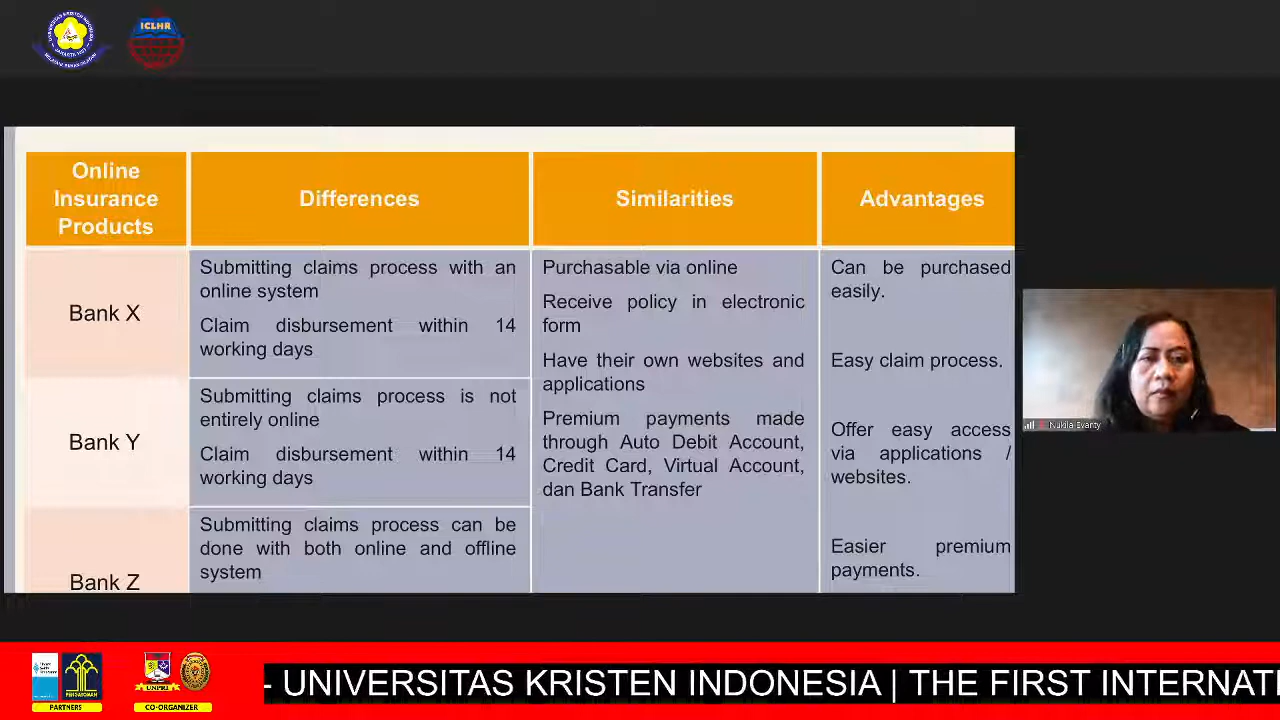 ICLHR
Online
Insurance
Products
Differences
Similarities
Advantages
Bank X
Submitting claims process with an
online system
Claim disbursement within 14
working days
Purchasable via online
Receive policy in electronic
form
Have their own websites and
applications
Premium payments made
through Auto Debit Account,
Credit Card, Virtual Account,
dan Bank Transfer
Can be purchased
easily.
Easy claim process.
Offer easy access
via applications /
websites.
Easier premium
payments.
Bank Y
Submitting claims process is not
entirely online
Claim disbursement within 14
working days
Bank Z
Submitting claims process can be
done with both online and offline
system
Nukila Evanty
PENGAYOMAN
PARTNERS
UNPRI
CO-ORGANIZER
- UNIVERSITAS KRISTEN INDONESIA | THE FIRST INTERNATI